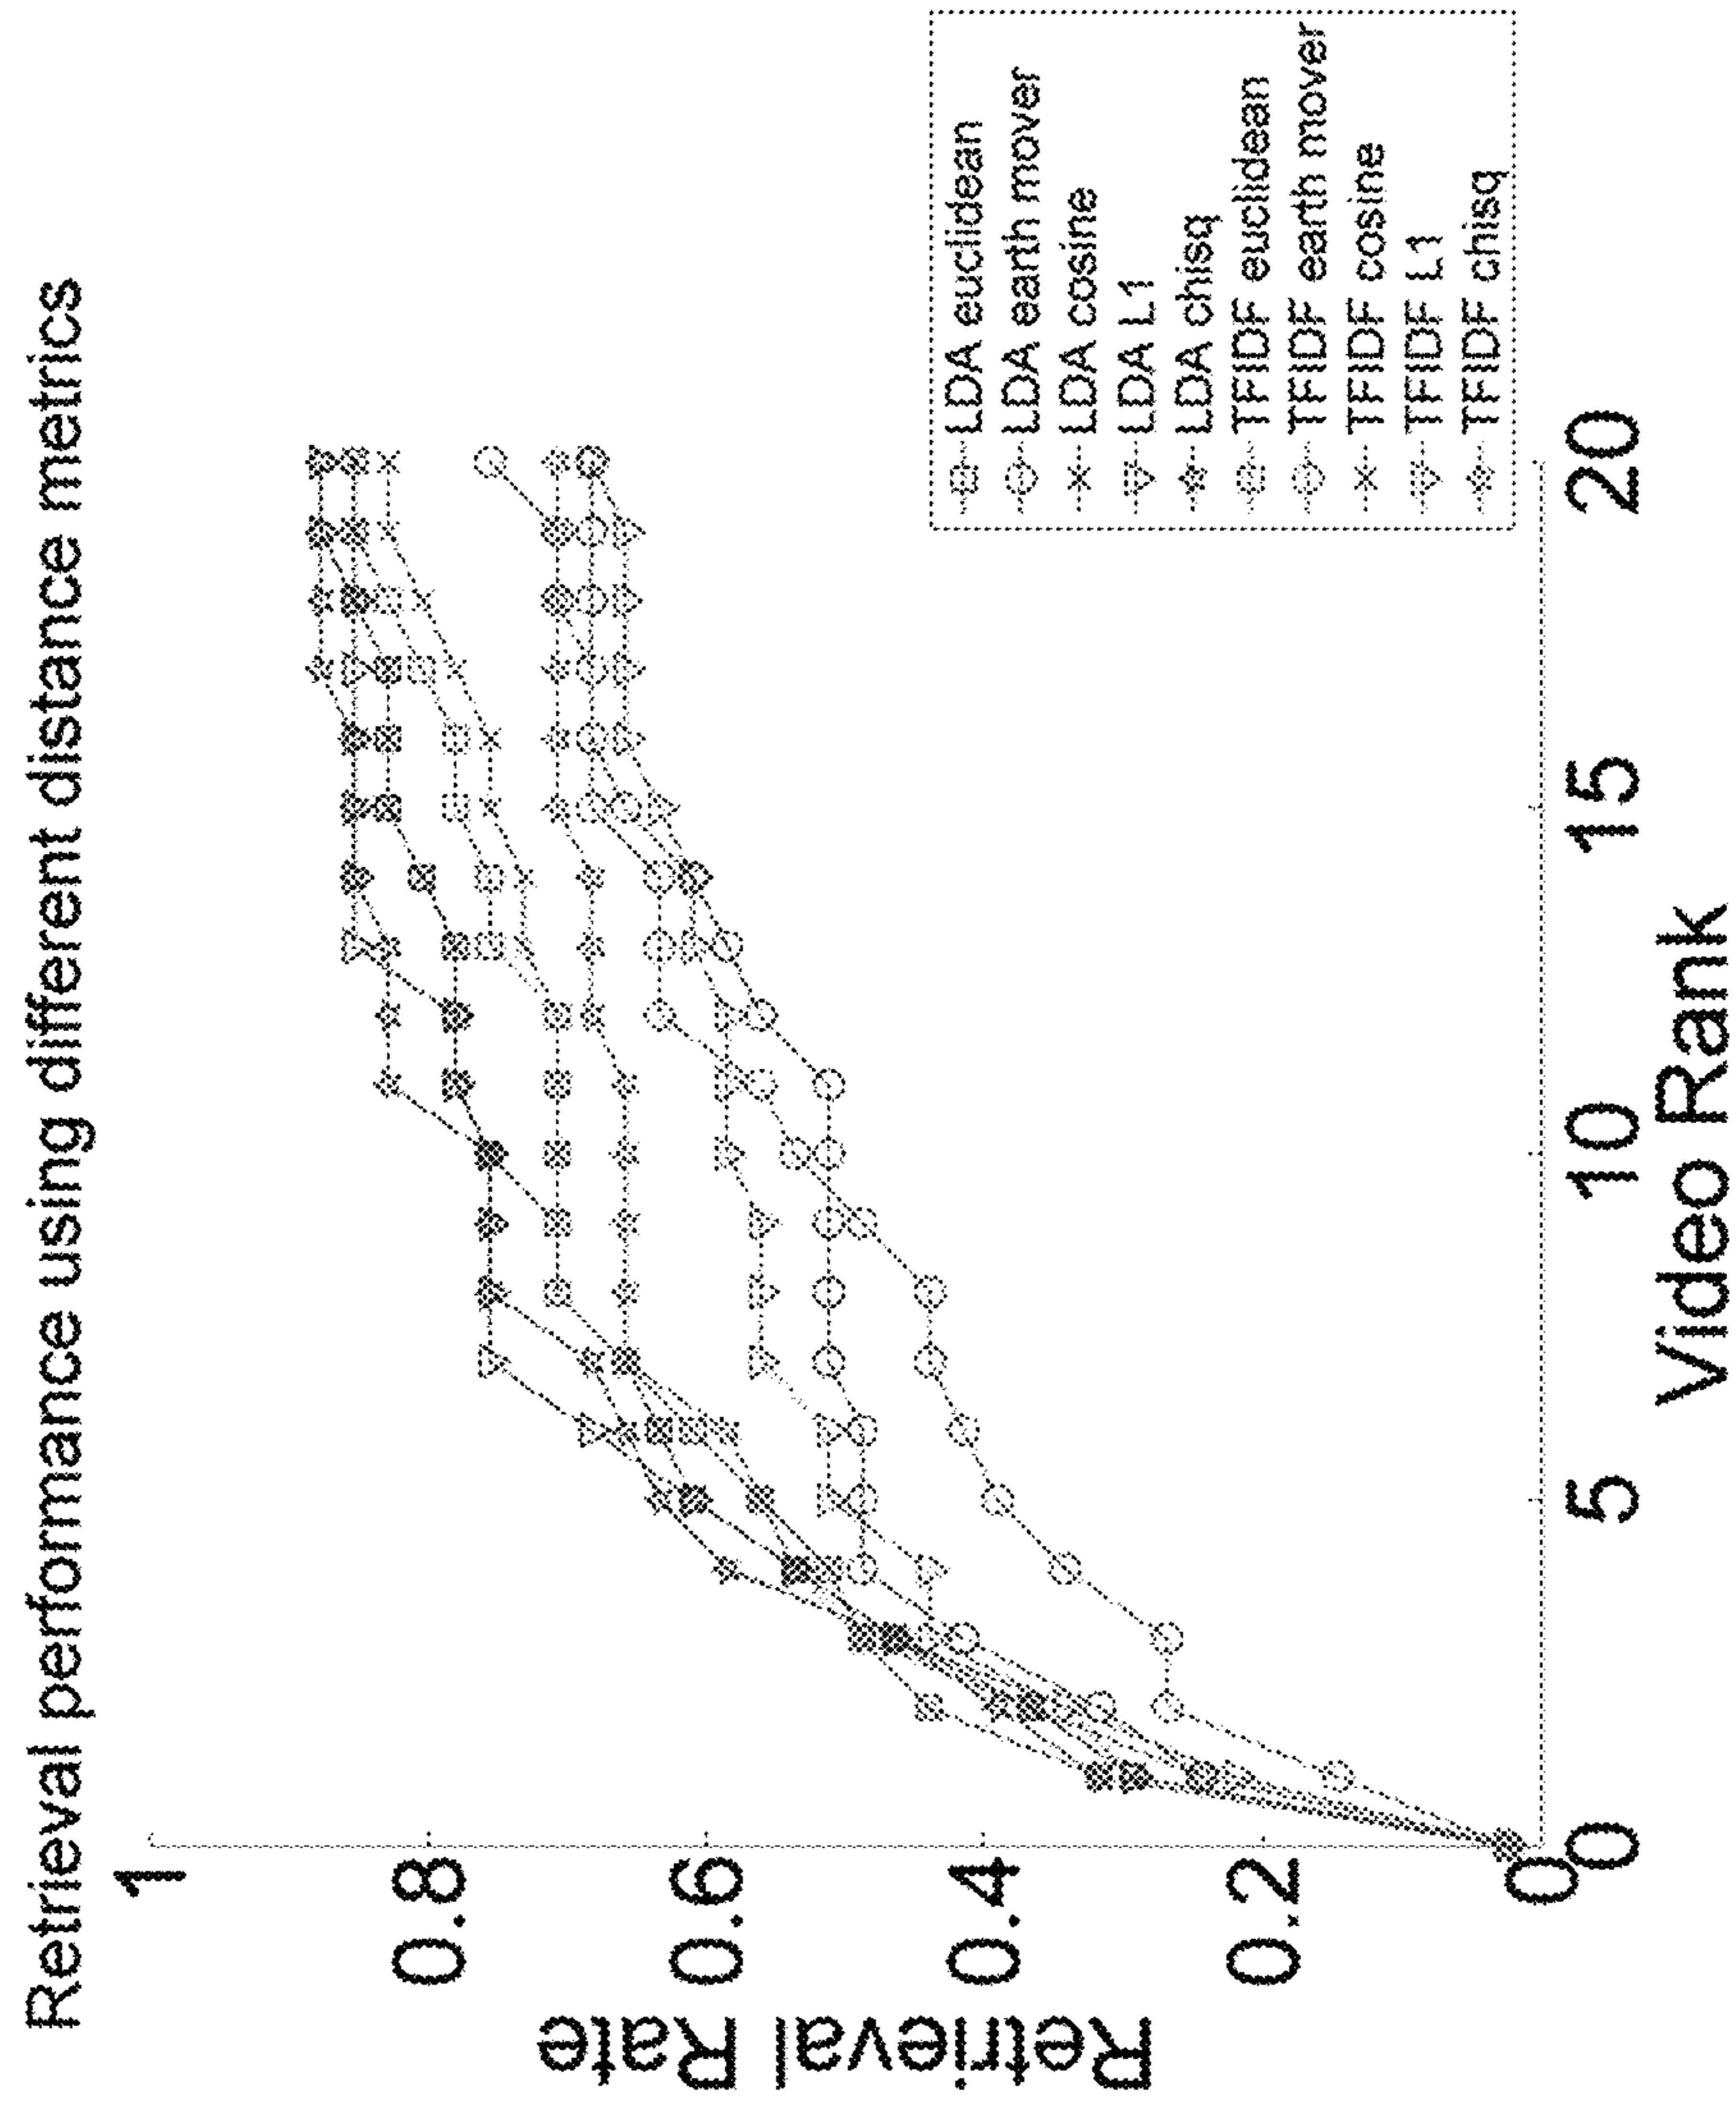 Retrieval performance using different distance metrics
Retrieval Rate
1
0.8
0.6
0.4
0.2
0
0
5
10
15
20
Video Rank
LDA euclidean
LDA earth mover
LDA cosine
LDA L1
LDA chisq
TFIDF euclidean
TFIDF earth mover
TFIDF cosine
TFIDF L1
TFIDF chisq